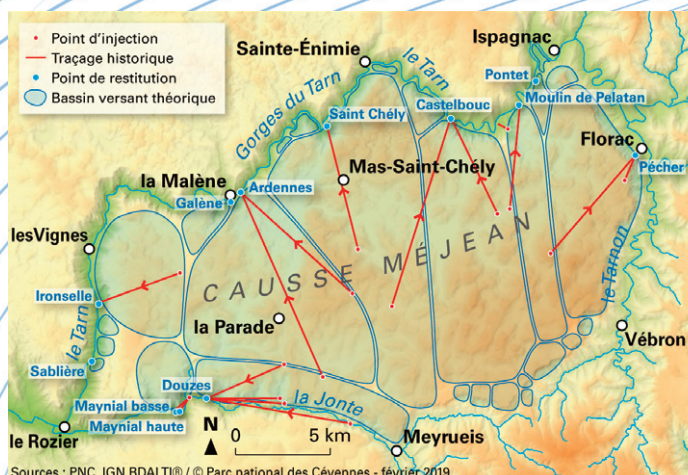 Point d'injection
Traçage historique
Point de restitution
Bassin versant théorique
Sainte-Énimie
le Tarn
Ispagnac
Pontet
Moulin de Pelatan
Castelbouc
Saint Chély
Gorges du Tarn
Florac
Pécher
Mas-Saint-Chély
la Malène
Ardennes
Galène
les Vignes
CAUSSE MÉJEAN
le Tarnon
Ironselle
la Parade
Vébron
le Tarn
Sablière
Douzes
Maynial basse
Maynial haute
la Jonte
le Rozier
Meyrueis
N
0 5 km
Sources : PNC, IGN BDALTI® / © Parc national des Cévennes - février 2019